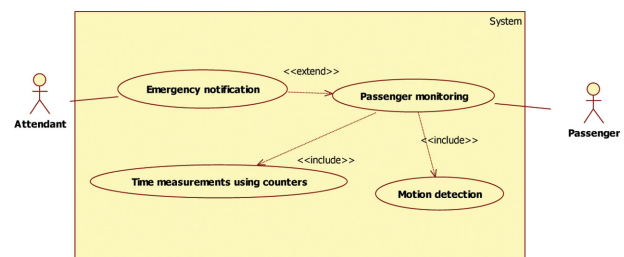 System
<<extend>>
Emergency notification
Passenger monitoring
Attendant
Passenger
<<include>>
<<include>>
Time measurements using counters
Motion detection